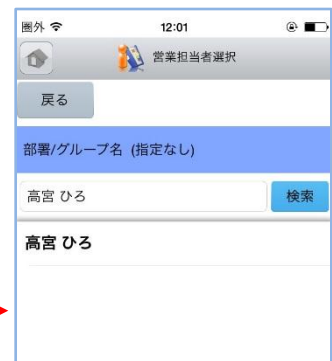 圏外 12:01
営業担当者選択
戻る
部署/グループ名 (指定なし)
高宮 ひろ 検索
高宮 ひろ